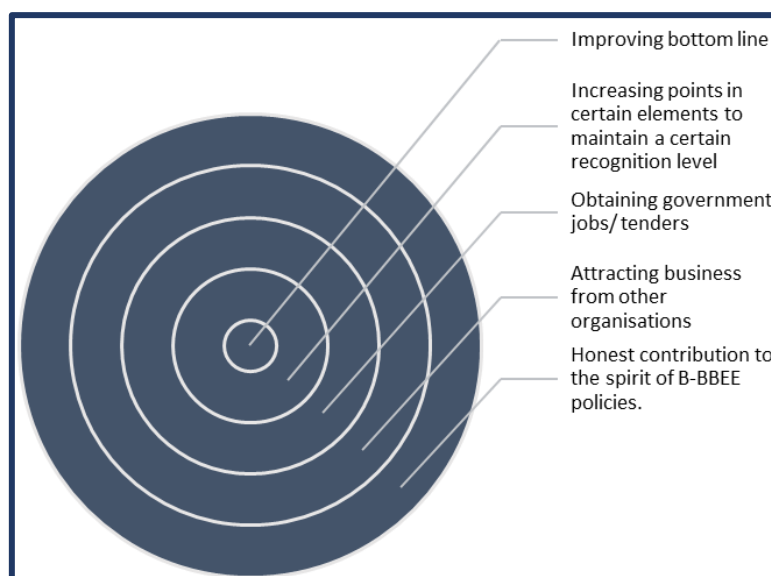 Improving bottom line
Increasing points in
certain elements to
maintain a certain
recognition level
Obtaining government
jobs/ tenders
Attracting business
from other
organisations
Honest contribution to
the spirit of B-BBEE
policies.